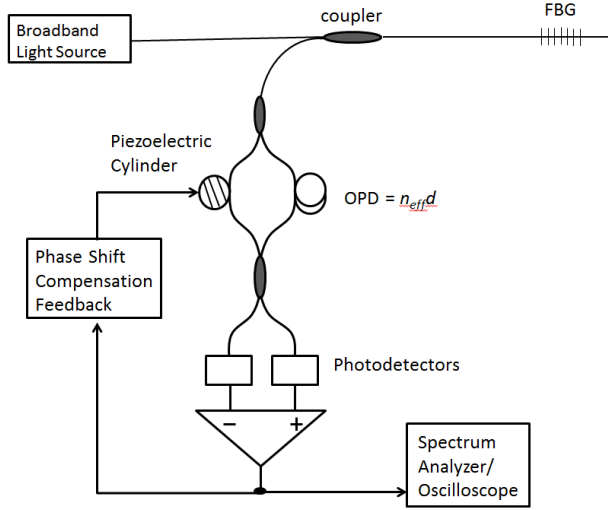 coupler
FBG
Broadband
Light Source
Piezoelectric
Cylinder
OPD = neffd
Phase Shift
Compensation
Feedback
Photodetectors
− +
Spectrum
Analyzer/
Oscilloscope